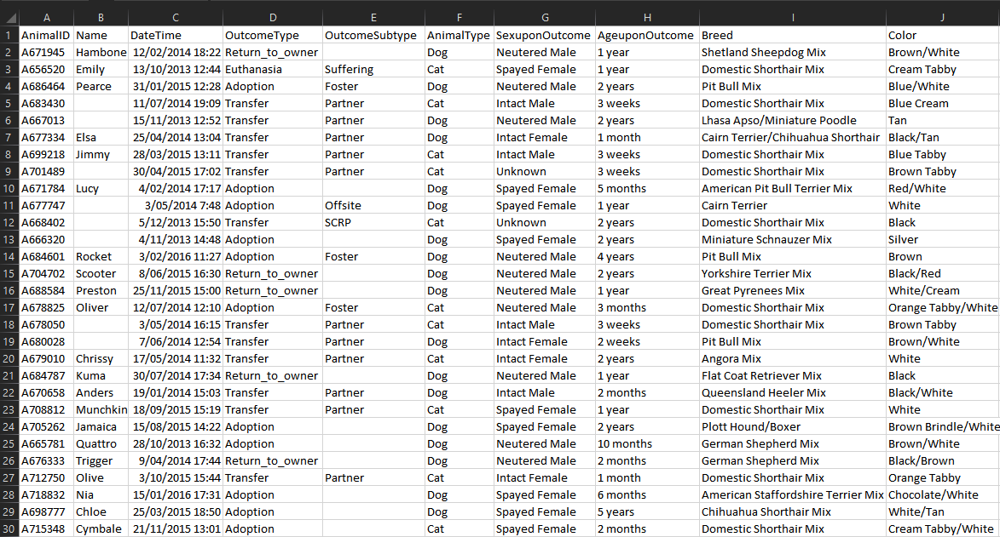 A B C D E F G H I J
1 AnimalID Name DateTime OutcomeType OutcomeSubtype AnimalType SexuponOutcome AgeuponOutcome Breed Color
2 A671945 Hambone 12/02/2014 18:22 Return_to_owner Dog Neutered Male 1 year Shetland Sheepdog Mix Brown/White
3 A656520 Emily 13/10/2013 12:44 Euthanasia Suffering Cat Spayed Female 1 year Domestic Shorthair Mix Cream Tabby
4 A686464 Pearce 31/01/2015 12:28 Adoption Foster Dog Neutered Male 2 years Pit Bull Mix Blue/White
5 A683430 11/07/2014 19:09 Transfer Partner Cat Intact Male 3 weeks Domestic Shorthair Mix Blue Cream
6 A667013 15/11/2013 12:52 Transfer Partner Dog Neutered Male 2 years Lhasa Apso/Miniature Poodle Tan
7 A677334 Elsa 25/04/2014 13:04 Transfer Partner Dog Intact Female 1 month Cairn Terrier/Chihuahua Shorthair Black/Tan
8 A699218 Jimmy 28/03/2015 13:11 Transfer Partner Cat Intact Male 3 weeks Domestic Shorthair Mix Blue Tabby
9 A701489 30/04/2015 17:02 Transfer Partner Cat Unknown 3 weeks Domestic Shorthair Mix Brown Tabby
10 A671784 Lucy 4/02/2014 17:17 Adoption Dog Spayed Female 5 months American Pit Bull Terrier Mix Red/White
11 A677747 3/05/2014 7:48 Adoption Offsite Dog Spayed Female 1 year Cairn Terrier White
12 A668402 5/12/2013 15:50 Transfer SCRP Cat Unknown 2 years Domestic Shorthair Mix Black
13 A666320 4/11/2013 14:48 Adoption Dog Spayed Female 2 years Miniature Schnauzer Mix Silver
14 A684601 Rocket 3/02/2016 11:27 Adoption Foster Dog Neutered Male 4 years Pit Bull Mix Brown
15 A704702 Scooter 8/06/2015 16:30 Return_to_owner Dog Neutered Male 2 years Yorkshire Terrier Mix Black/Red
16 A688584 Preston 25/11/2015 15:00 Return_to_owner Dog Neutered Male 1 year Great Pyrenees Mix White/Cream
17 A678825 Oliver 12/07/2014 12:10 Adoption Foster Cat Neutered Male 3 months Domestic Shorthair Mix Orange Tabby/White
18 A678050 3/05/2014 16:15 Transfer Partner Cat Intact Male 3 weeks Domestic Shorthair Mix Brown Tabby
19 A680028 7/06/2014 12:54 Transfer Partner Dog Intact Female 2 weeks Pit Bull Mix Brown/White
20 A679010 Chrissy 17/05/2014 11:32 Transfer Partner Cat Intact Female 2 years Angora Mix White
21 A684787 Kuma 30/07/2014 17:34 Return_to_owner Dog Neutered Male 1 year Flat Coat Retriever Mix Black
22 A670658 Anders 19/01/2014 15:03 Transfer Partner Dog Intact Male 2 months Queensland Heeler Mix Black/White
23 A708812 Munchkin 18/09/2015 15:19 Transfer Partner Cat Spayed Female 1 year Domestic Shorthair Mix White
24 A705262 Jamaica 15/08/2015 14:22 Adoption Dog Spayed Female 2 years Plott Hound/Boxer Brown Brindle/White
25 A665781 Quattro 28/10/2013 16:32 Adoption Dog Neutered Male 10 months German Shepherd Mix Brown/White
26 A676333 Trigger 9/04/2014 17:44 Return_to_owner Dog Neutered Male 2 months German Shepherd Mix Black/Brown
27 A712750 Olive 3/10/2015 15:44 Transfer Partner Cat Intact Female 1 month Domestic Shorthair Mix Orange Tabby
28 A718832 Nia 15/01/2016 17:31 Adoption Dog Spayed Female 6 months American Staffordshire Terrier Mix Chocolate/White
29 A698777 Chloe 25/03/2015 18:50 Adoption Dog Spayed Female 5 years Chihuahua Shorthair Mix White/Tan
30 A715348 Cymbale 21/11/2015 13:01 Adoption Cat Spayed Female 2 months Domestic Shorthair Mix Cream Tabby/White